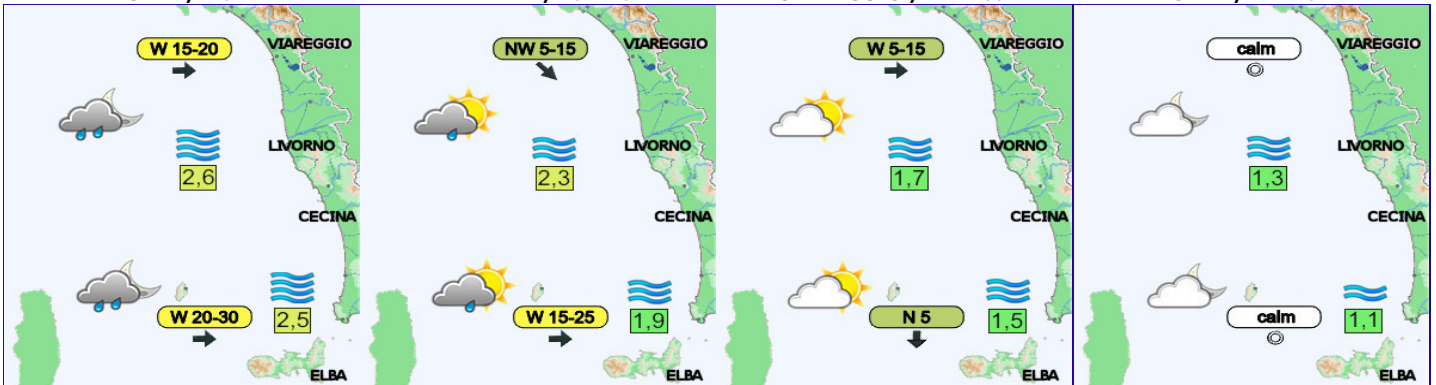 W 15-20
VIAREGGIO
LIVORNO
2,6
CECINA
W 20-30
2,5
ELBA
NW 5-15
VIAREGGIO
LIVORNO
2,3
CECINA
W 15-25
1,9
ELBA
W 5-15
VIAREGGIO
LIVORNO
1,7
CECINA
N 5
1,5
ELBA
calm
VIAREGGIO
LIVORNO
1,3
CECINA
calm
1,1
ELBA